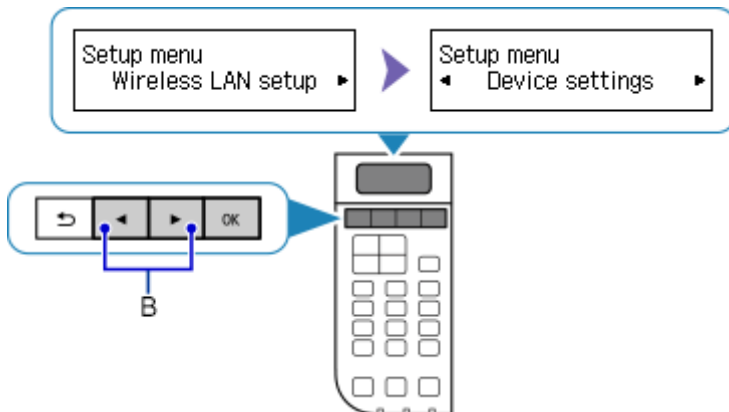 Setup menu
Wireless LAN setup ▶
Setup menu
◀ Device settings ▶
◀ ▶ OK
B